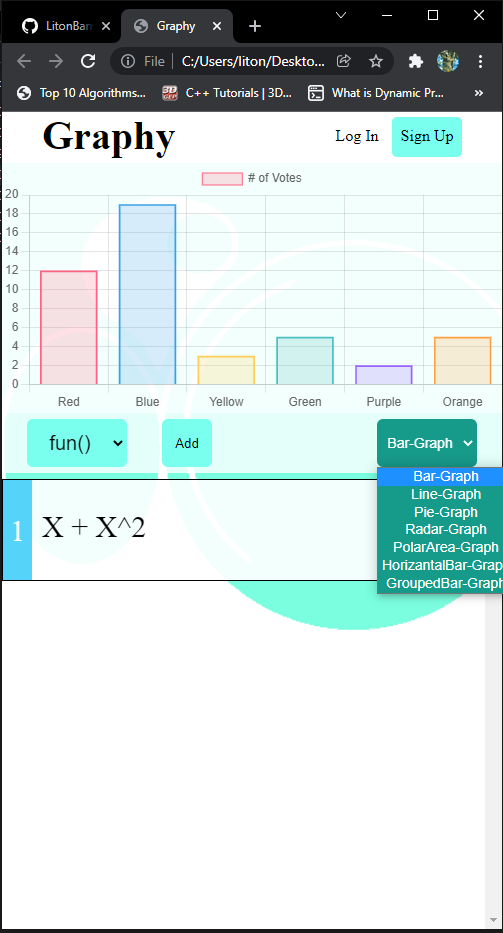 LitonBar
Graphy
File
C:/Users/liton/Deskto...
Top 10 Algorithms...
C++ Tutorials | 3D...
What is Dynamic Pr...
»
Graphy
Log In
Sign Up
# of Votes
20
18
16
14
12
10
8
6
4
2
0
Red
Blue
Yellow
Green
Purple
Orange
fun()
Add
Bar-Graph
Bar-Graph
Line-Graph
Pie-Graph
Radar-Graph
PolarArea-Graph
HorizantalBar-Grap
GroupedBar-Graph
1
X + X^2